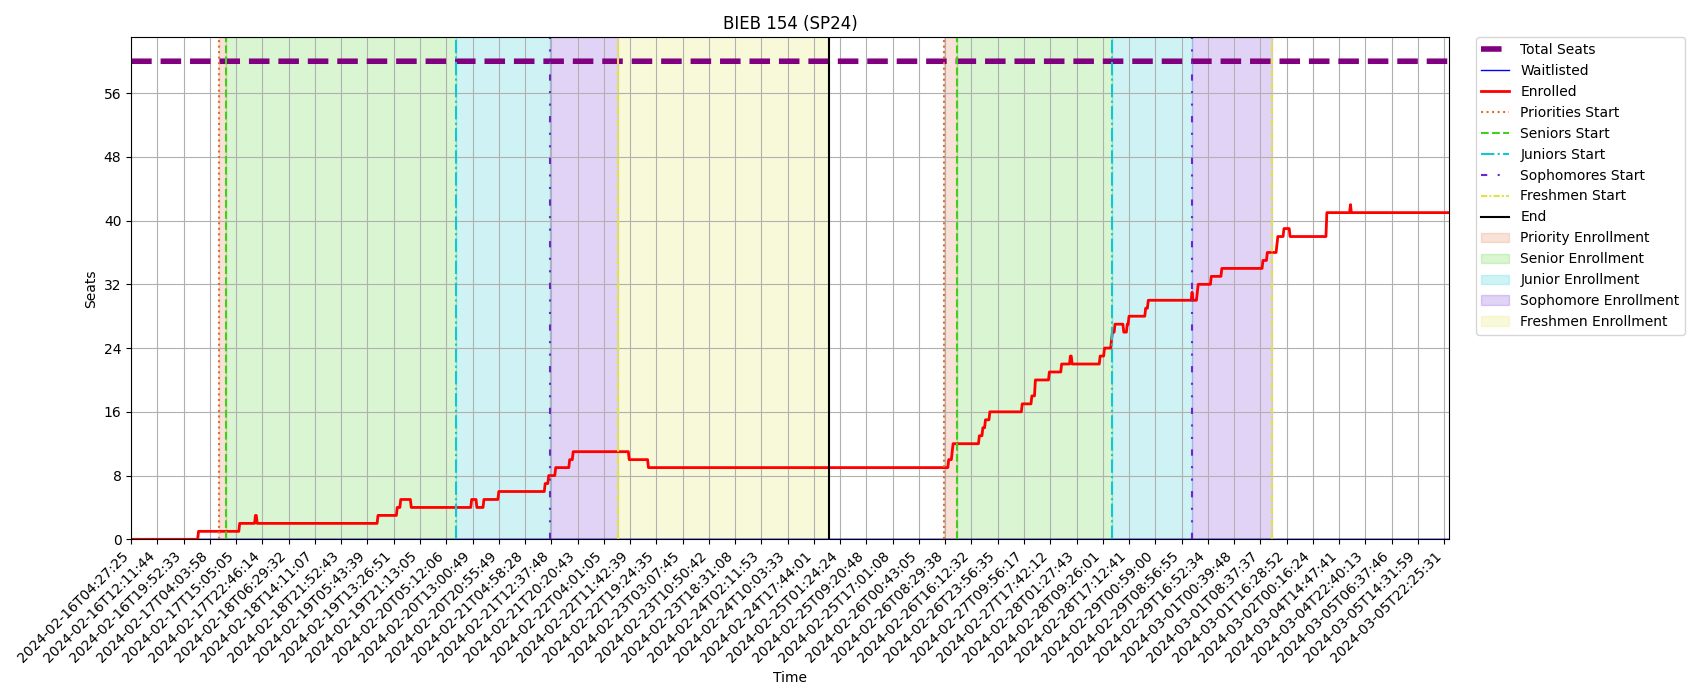 BIEB 154 (SP24)
Total Seats
Waitlisted
Enrolled
Priorities Start
Seniors Start
Juniors Start
Sophomores Start
Freshmen Start
End
Priority Enrollment
Senior Enrollment
Junior Enrollment
Sophomore Enrollment
Freshmen Enrollment
Seats
56
48
40
32
24
16
8
0
2024-02-16T04:27:25
2024-02-16T12:11:44
2024-02-16T19:52:33
2024-02-17T04:03:58
2024-02-17T15:05:05
2024-02-17T22:46:14
2024-02-18T06:29:32
2024-02-18T14:11:07
2024-02-18T21:52:43
2024-02-19T05:43:39
2024-02-19T13:26:51
2024-02-19T21:13:05
2024-02-20T05:12:06
2024-02-20T13:00:49
2024-02-20T20:55:49
2024-02-21T04:58:28
2024-02-21T12:37:48
2024-02-21T20:20:43
2024-02-22T04:01:05
2024-02-22T11:42:39
2024-02-22T19:24:35
2024-02-23T03:07:45
2024-02-23T10:50:42
2024-02-23T18:31:08
2024-02-24T02:11:53
2024-02-24T10:03:33
2024-02-24T17:44:01
2024-02-25T01:24:24
2024-02-25T09:20:48
2024-02-25T17:01:08
2024-02-26T00:43:05
2024-02-26T08:29:38
2024-02-26T16:12:32
2024-02-26T23:56:35
2024-02-27T09:56:17
2024-02-27T17:42:12
2024-02-28T01:27:43
2024-02-28T09:26:01
2024-02-28T17:12:41
2024-02-29T00:59:00
2024-02-29T08:56:55
2024-02-29T16:52:34
2024-03-01T00:39:48
2024-03-01T08:37:37
2024-03-01T16:28:52
2024-03-02T00:16:24
2024-03-04T14:47:41
2024-03-04T22:40:13
2024-03-05T06:37:46
2024-03-05T14:31:59
2024-03-05T22:25:31
Time